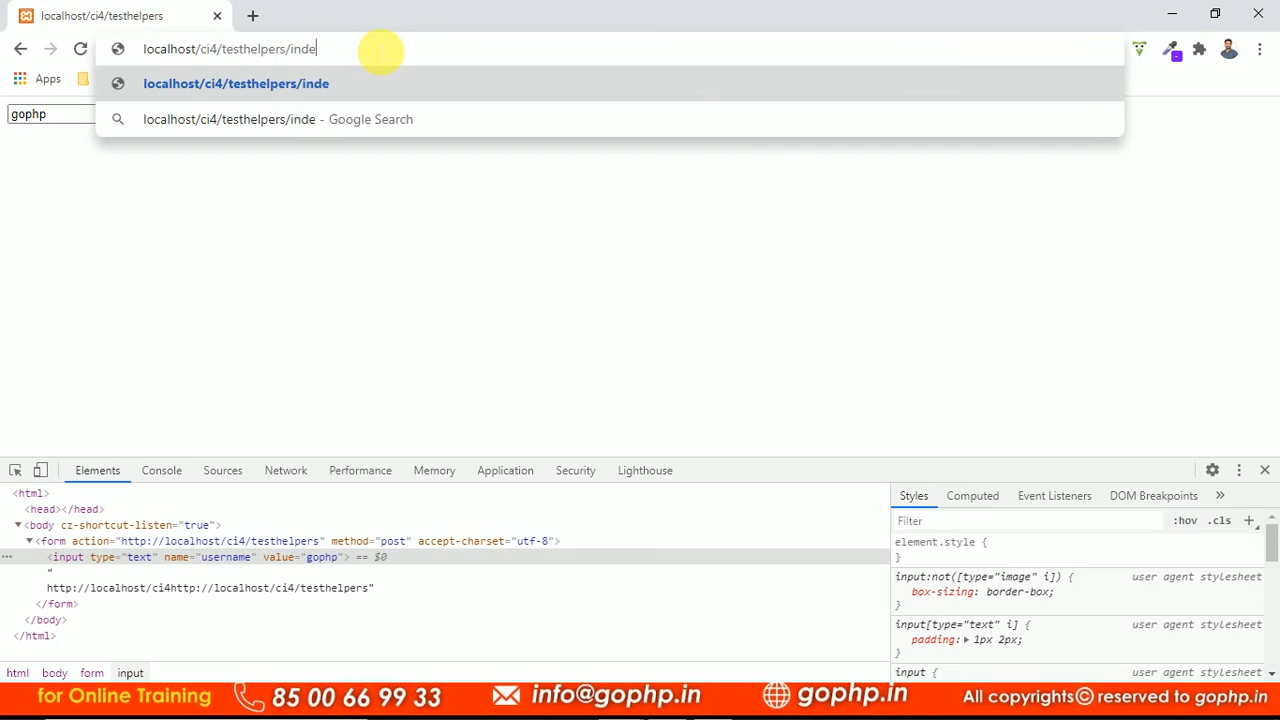 localhost/ci4/testhelpers
localhost/ci4/testhelpers/inde
Apps
localhost/ci4/testhelpers/inde
gophp
localhost/ci4/testhelpers/inde - Google Search
Elements Console Sources Network Performance Memory Application Security Lighthouse
<html>
<head></head>
<body cz-shortcut-listen="true">
<form action="http://localhost/ci4/testhelpers" method="post" accept-charset="utf-8">
<input type="text" name="username" value="gophp"> == $0
"
http://localhost/ci4http://localhost/ci4/testhelpers"
</form>
</body>
</html>
html body form input
Styles Computed Event Listeners DOM Breakpoints »
Filter :hov .cls +
element.style {
}
input:not([type="image" i]) { user agent stylesheet
box-sizing: border-box;
}
input[type="text" i] { user agent stylesheet
padding: 1px 2px;
}
input { user agent stylesheet
for Online Training 85 00 66 99 33 info@gophp.in gophp.in All copyrights© reserved to gophp.in